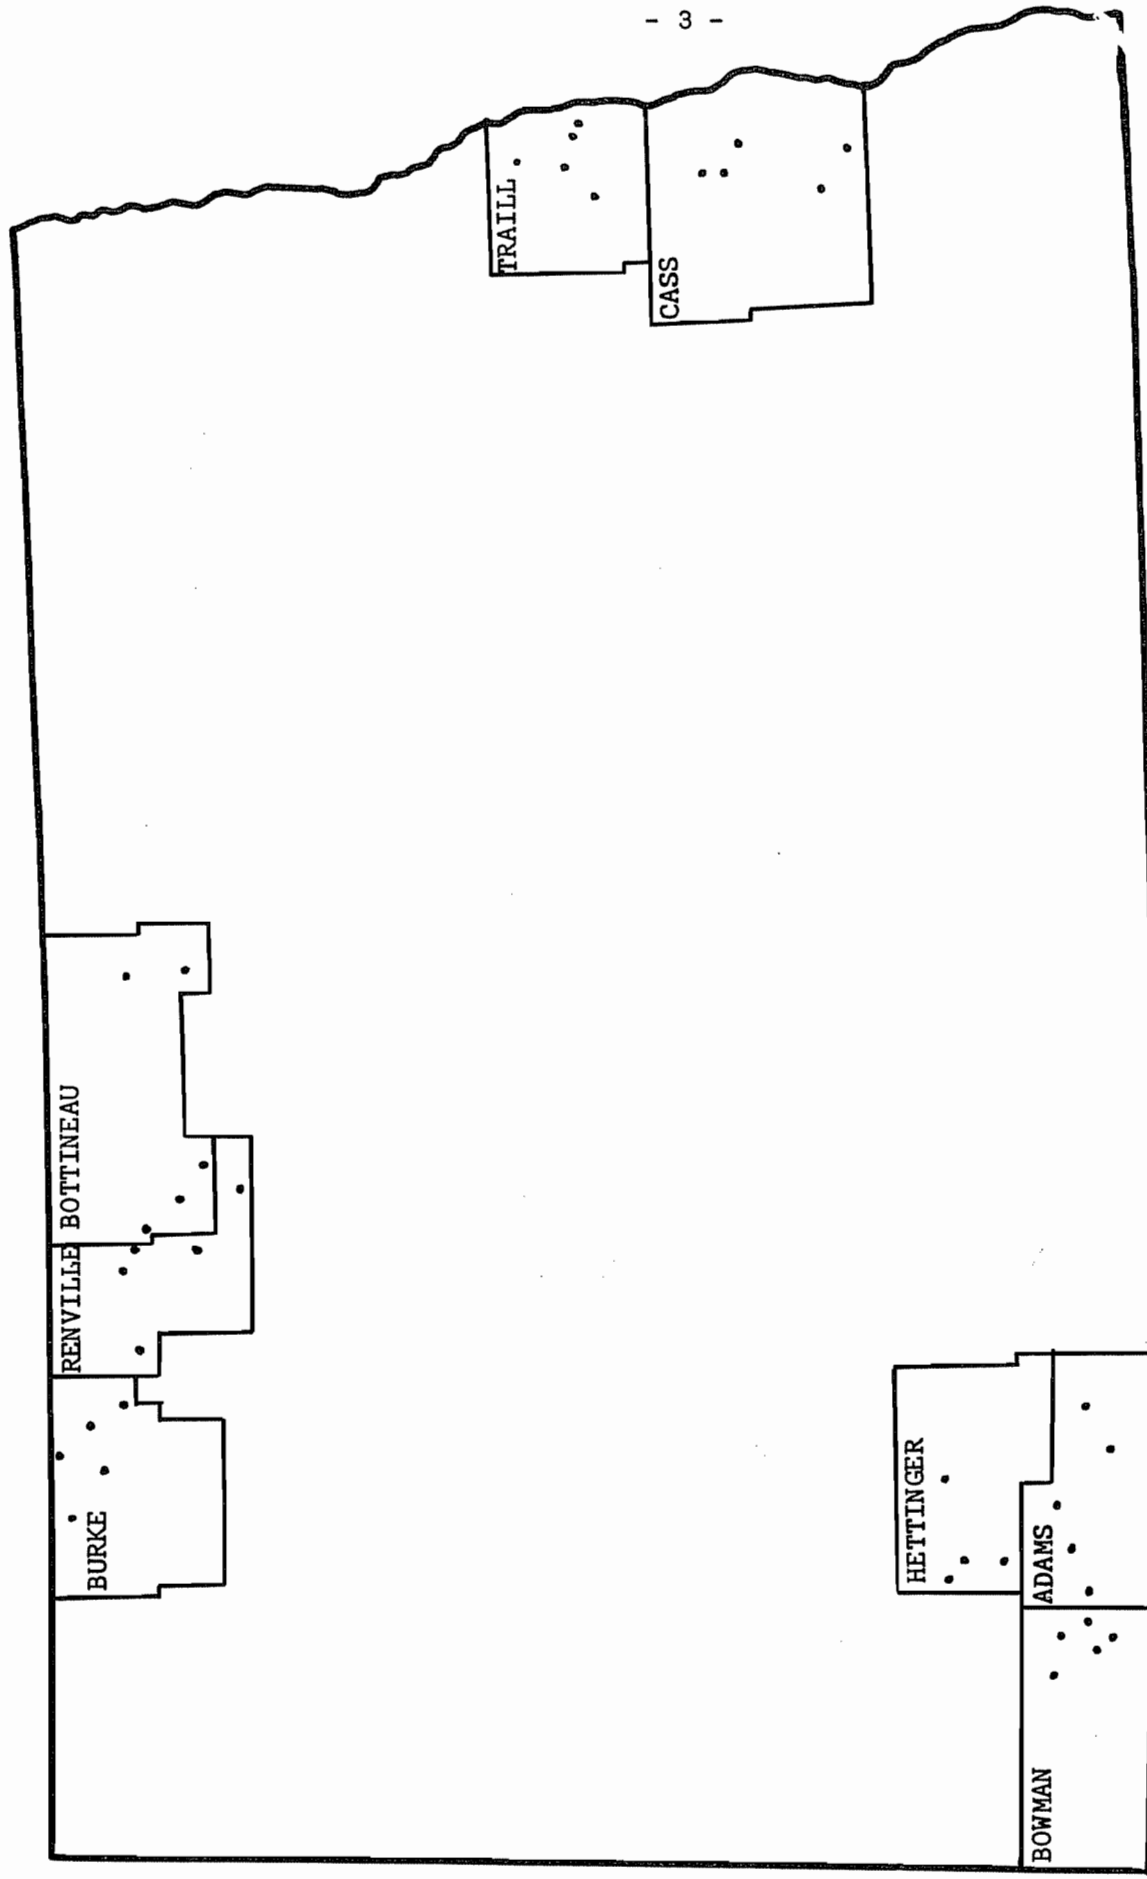 - 3 -
TRAILL
CASS
BOTTINEAU
RENVILLE
BURKE
HETTINGER
ADAMS
BOWMAN